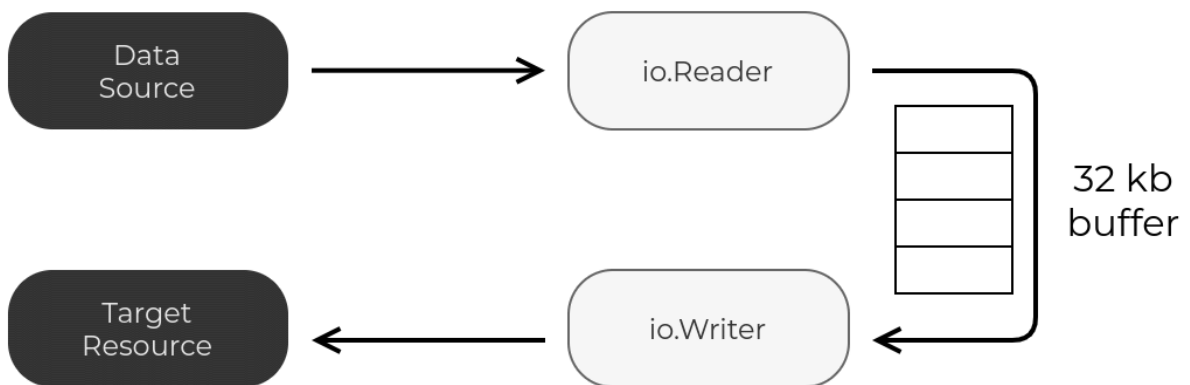 Data
Source
io.Reader
32 kb
buffer
Target
Resource
io.Writer